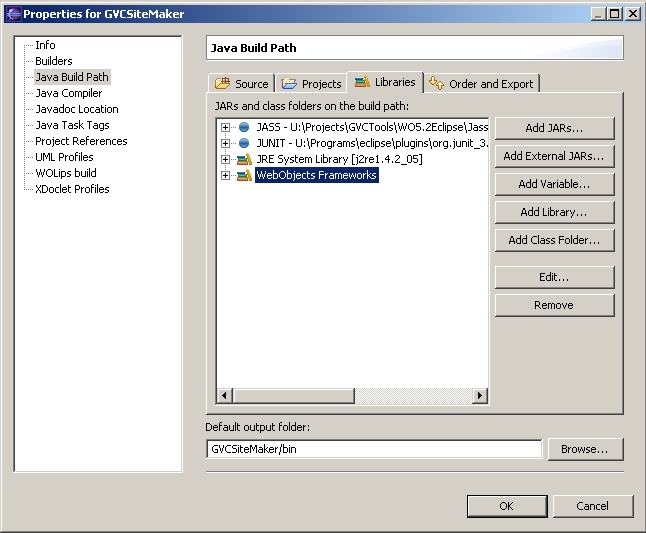 Properties for GVCSiteMaker
Info
Builders
Java Build Path
Java Compiler
Javadoc Location
Java Task Tags
Project References
UML Profiles
WOLips build
XDoclet Profiles
Java Build Path
Source
Projects
Libraries
Order and Export
JARs and class folders on the build path:
JASS - U:\Projects\GVCTools\WO5.2Eclipse\Jass
JUNIT - U:\Programs\eclipse\plugins\org.junit_3.
JRE System Library [j2re1.4.2_05]
WebObjects Frameworks
Add JARs...
Add External JARs...
Add Variable...
Add Library...
Add Class Folder...
Edit...
Remove
Default output folder:
GVCSiteMaker/bin
Browse...
OK
Cancel